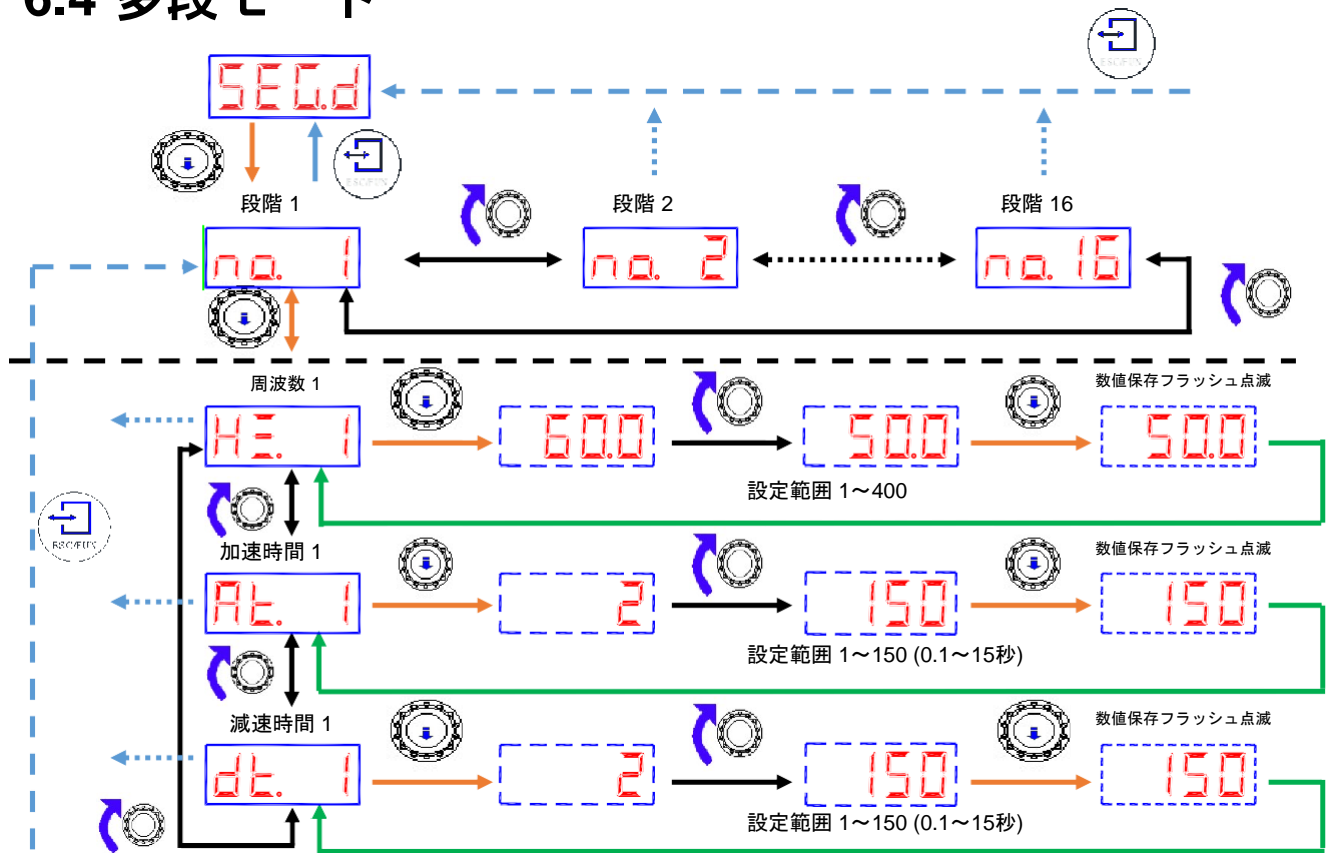 6.4 多段モード
SEG.d
ESC/FUN
ESC/FUN
段階 1
段階 2
段階 16
no. 1
no. 2
no. 16
周波数 1
数値保存フラッシュ点滅
60.0
50.0
50.0
設定範囲 1~400
ESC/FUN
加速時間 1
数値保存フラッシュ点滅
At. 1
2
150
150
設定範囲 1~150 (0.1~15秒)
減速時間 1
数値保存フラッシュ点滅
dt. 1
2
150
150
設定範囲 1~150 (0.1~15秒)